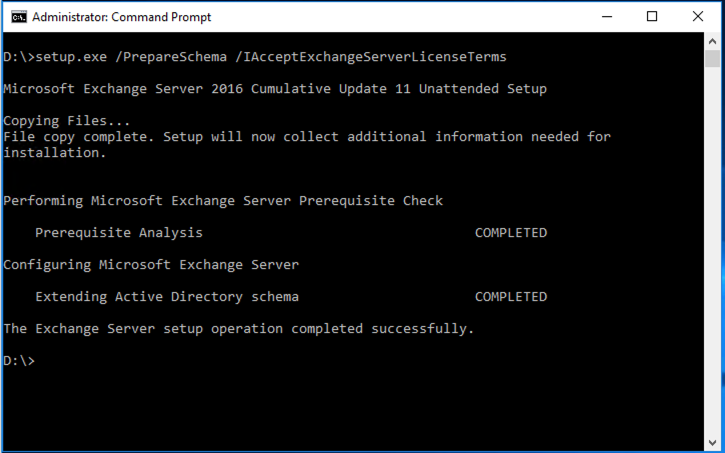 Administrator: Command Prompt
D:\>setup.exe /PrepareSchema /IAcceptExchangeServerLicenseTerms
Microsoft Exchange Server 2016 Cumulative Update 11 Unattended Setup
Copying Files...
File copy complete. Setup will now collect additional information needed for
installation.
Performing Microsoft Exchange Server Prerequisite Check
Prerequisite Analysis COMPLETED
Configuring Microsoft Exchange Server
Extending Active Directory schema COMPLETED
The Exchange Server setup operation completed successfully.
D:\>